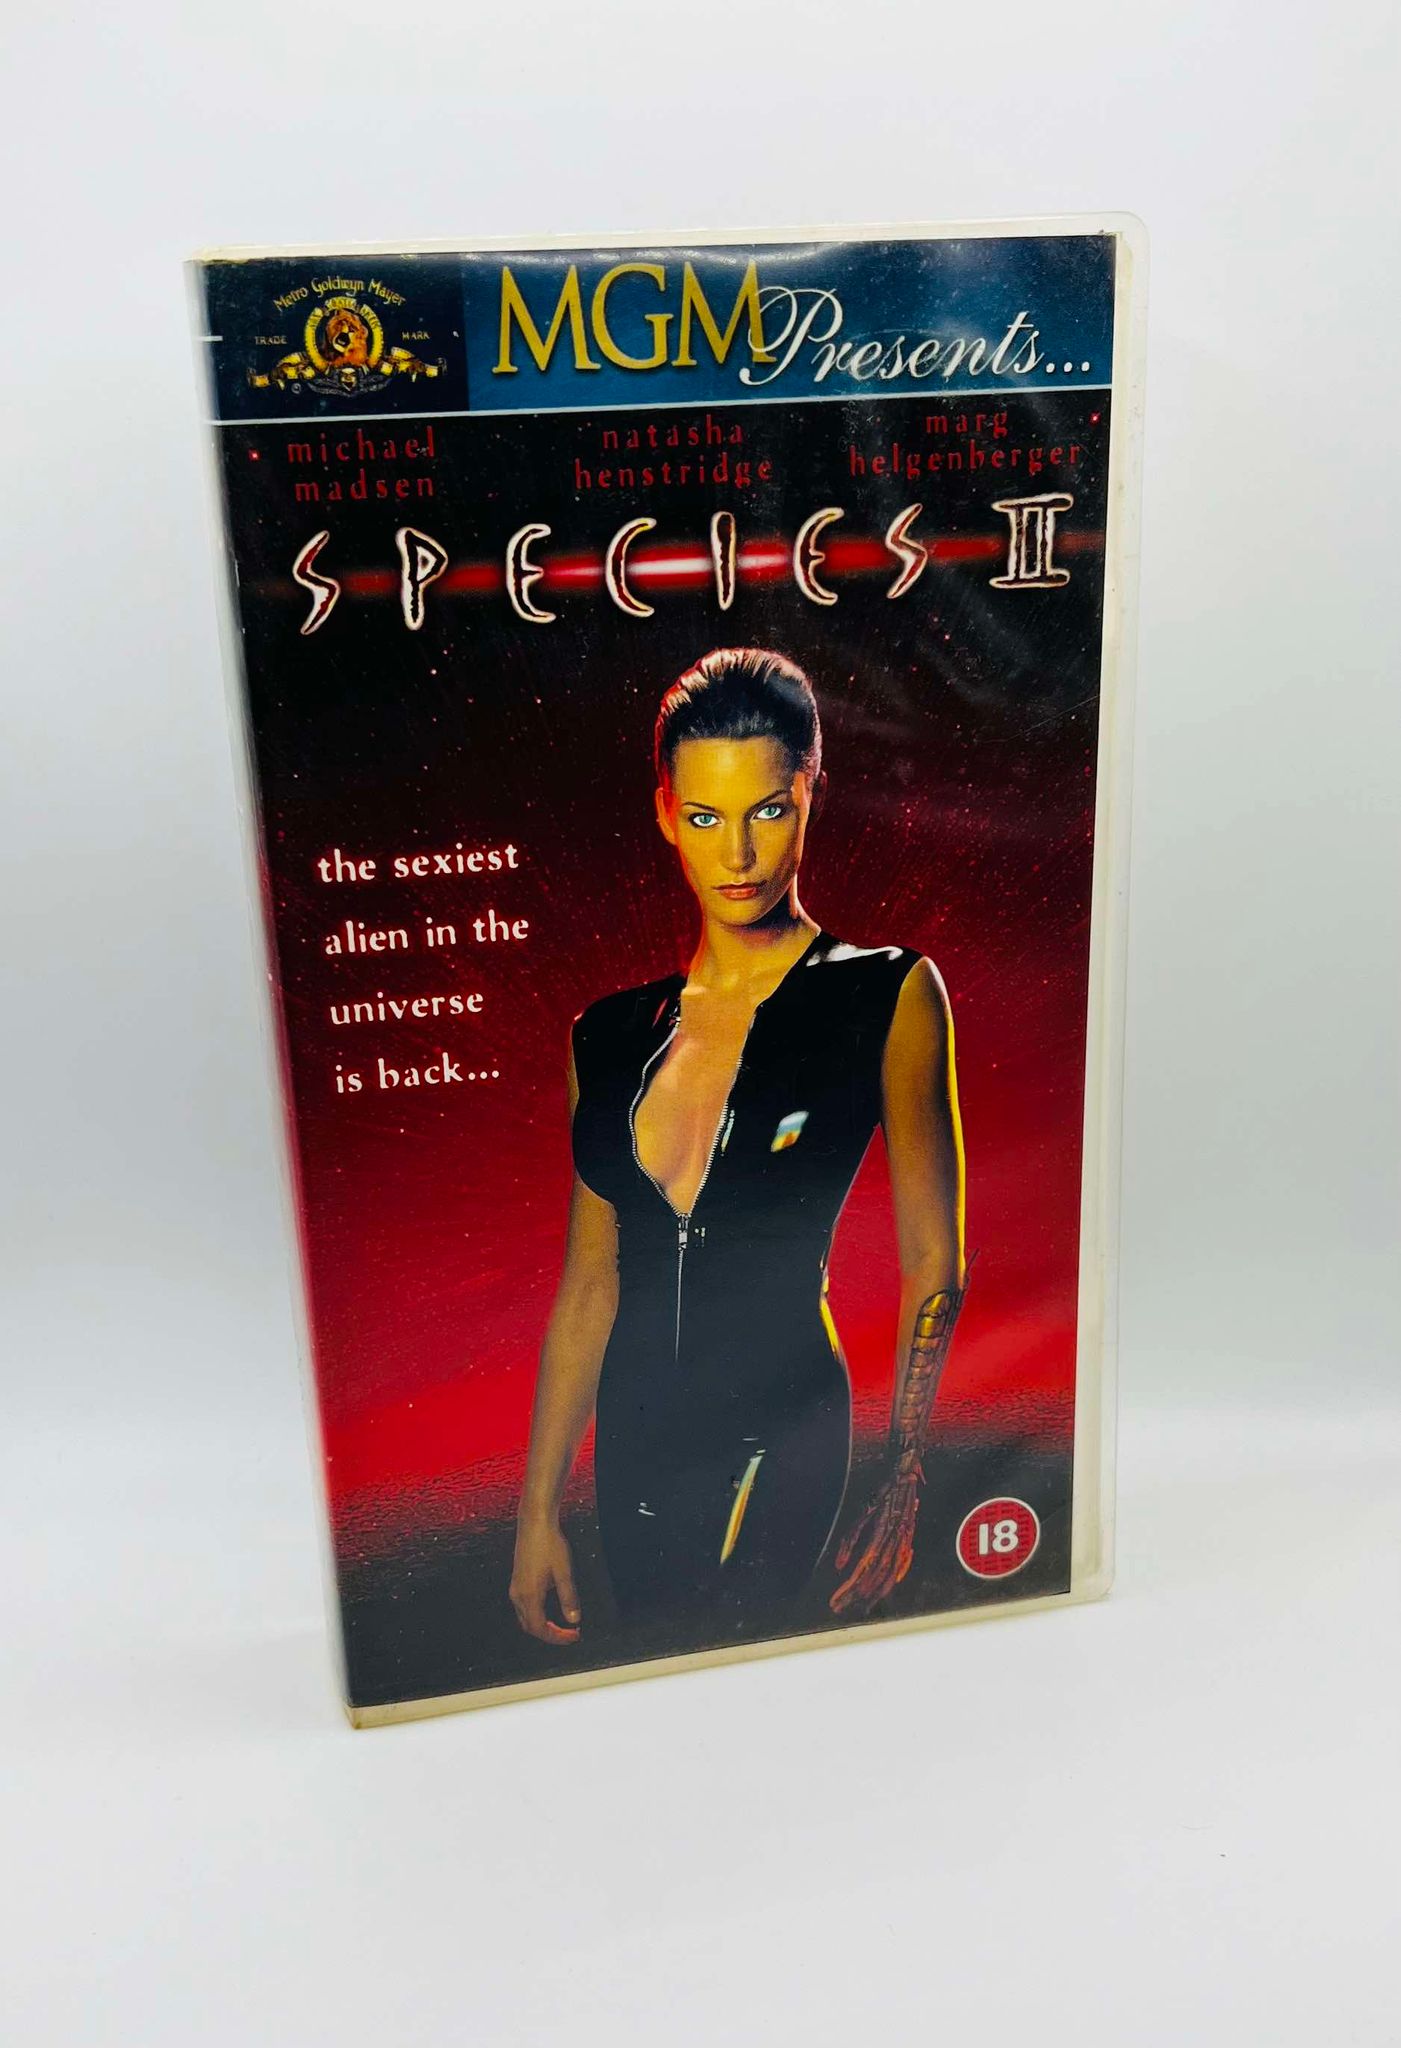 Metro Goldwyn Mayer
TRADE MARK
MGM Presents...
michael madsen
natasha henstridge
marg helgenberger
SPECIES II
the sexiest
alien in the
universe
is back...
18